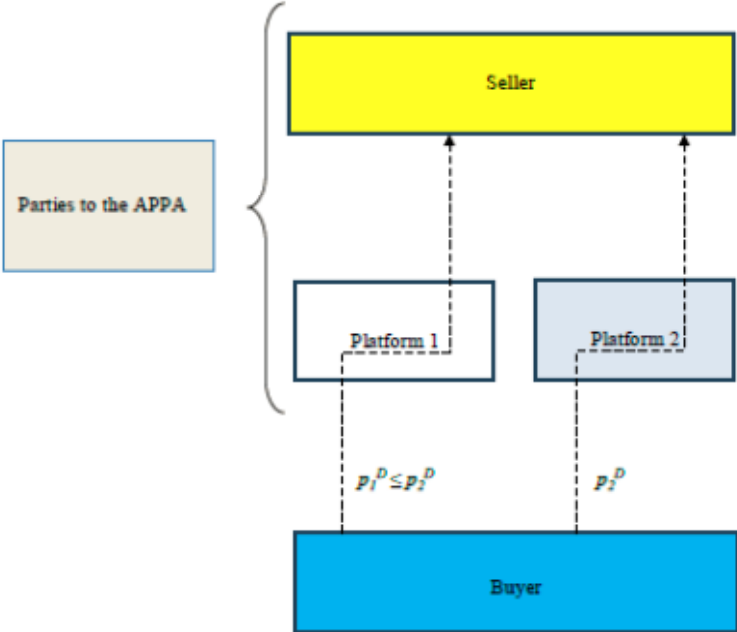 Seller
Parties to the APPA
Platform 1
Platform 2
p₁ᴰ ≤ p₂ᴰ
p₂ᴰ
Buyer